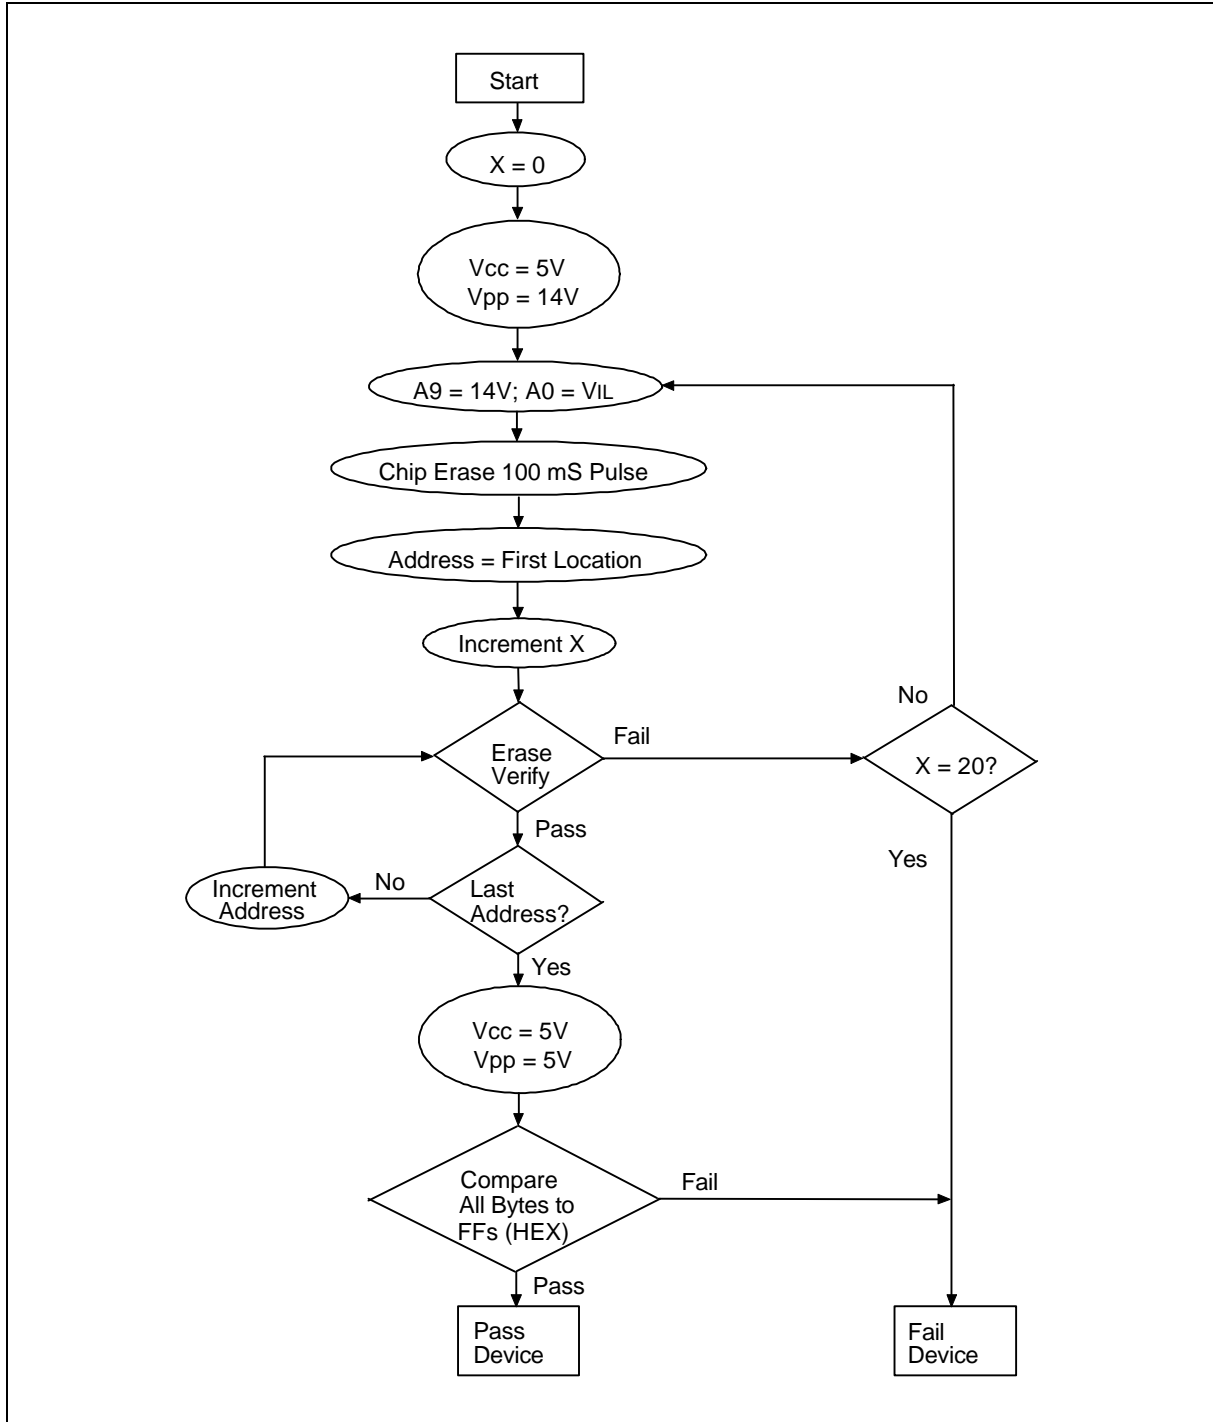 Start
X = 0
Vcc = 5V
Vpp = 14V
A9 = 14V; A0 = VIL
Chip Erase 100 mS Pulse
Address = First Location
Increment X
No
Erase
Verify
Fail
X = 20?
Pass
Yes
Increment
Address
No
Last
Address?
Yes
Vcc = 5V
Vpp = 5V
Compare
All Bytes to
FFs (HEX)
Fail
Pass
Pass
Device
Fail
Device